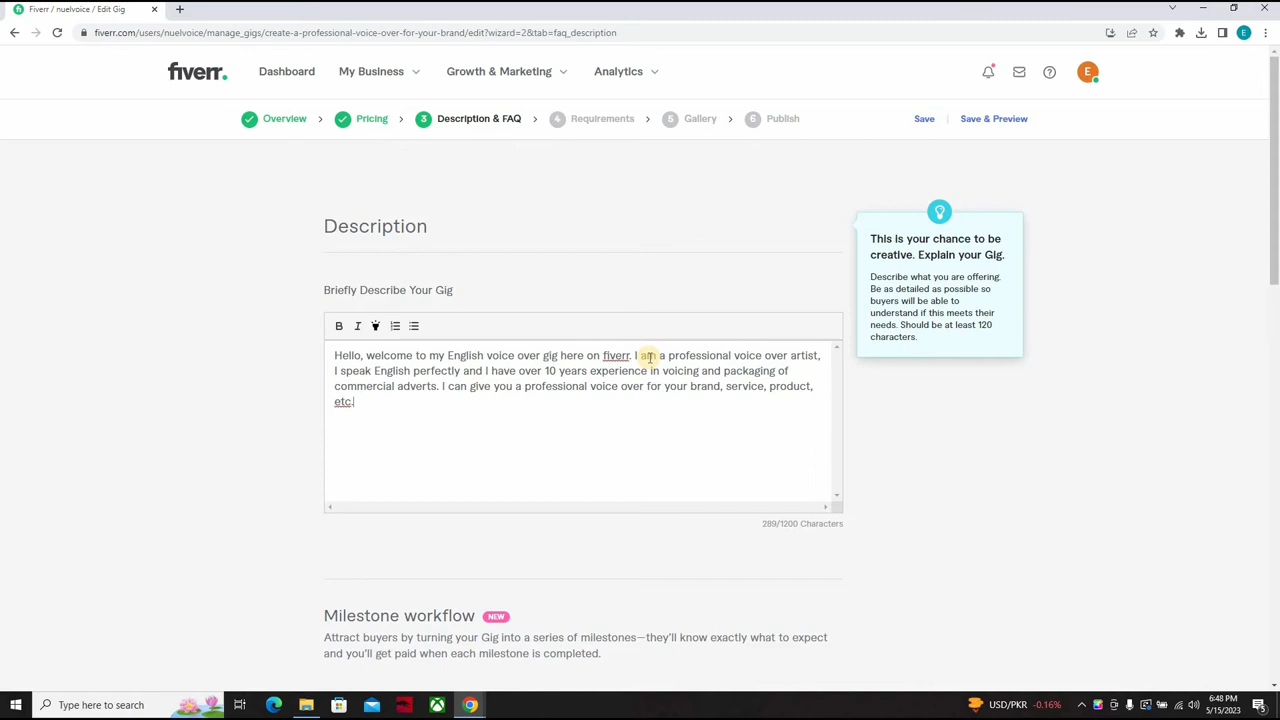 Fiverr / nuelvoice / Edit Gig
fiverr.com/users/nuelvoice/manage_gigs/create-a-professional-voice-over-for-your-brand/edit?wizard=2&tab=faq_description
E
fiverr.
Dashboard
My Business
Growth & Marketing
Analytics
E
Overview
Pricing
3 Description & FAQ
4 Requirements
5 Gallery
6 Publish
Save
Save & Preview
Description
This is your chance to be
creative. Explain your Gig.
Describe what you are offering.
Be as detailed as possible so
buyers will be able to
understand if this meets their
needs. Should be at least 120
characters.
Briefly Describe Your Gig
B I
Hello, welcome to my English voice over gig here on fiverr. I am a professional voice over artist,
I speak English perfectly and I have over 10 years experience in voicing and packaging of
commercial adverts. I can give you a professional voice over for your brand, service, product,
etc.
289/1200 Characters
Milestone workflow NEW
Attract buyers by turning your Gig into a series of milestones—they'll know exactly what to expect
and you'll get paid when each milestone is completed.
Type here to search
USD/PKR -0.16%
6:48 PM
5/15/2023